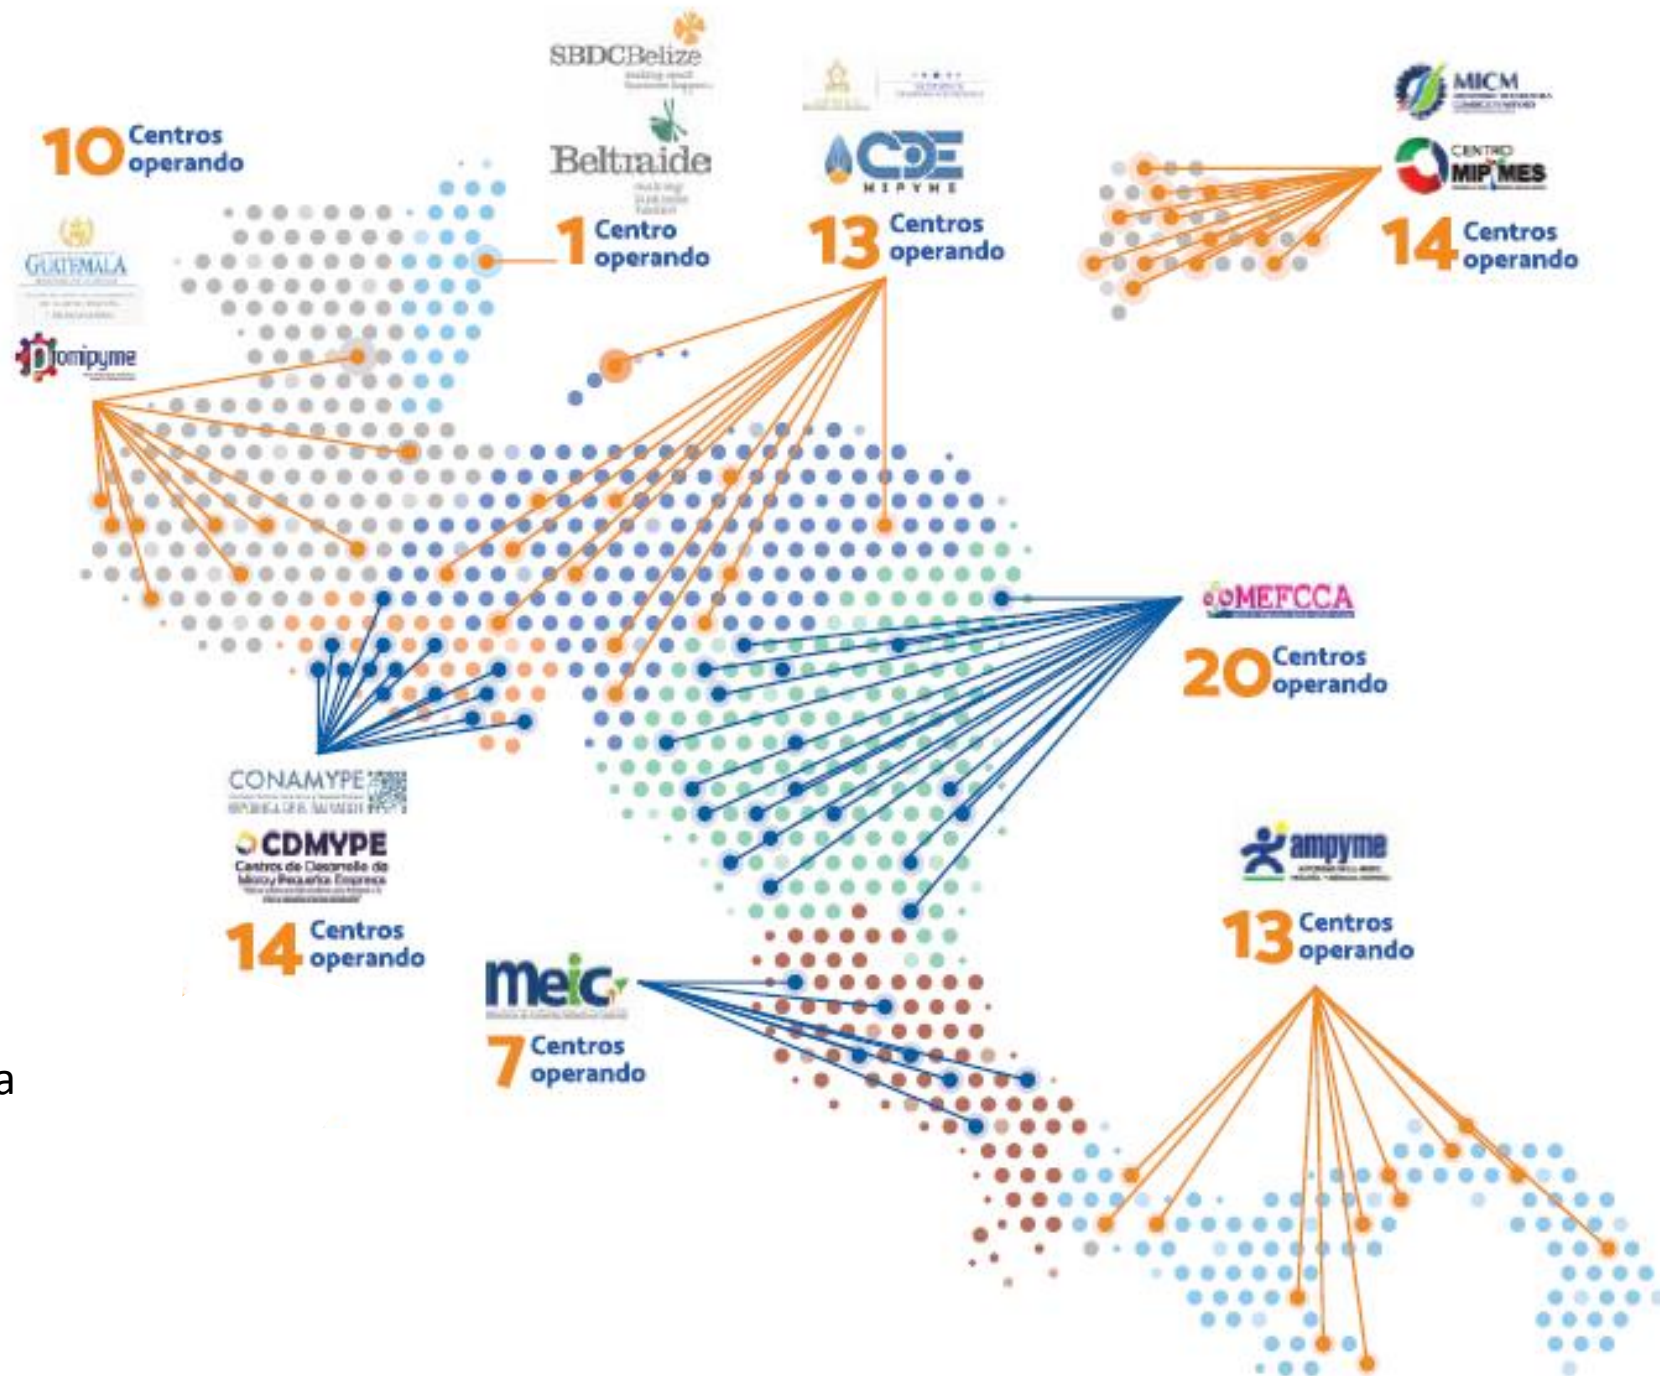 10 Centros
operando
GUATEMALA
Promipyme
SBDCBelize
Beltraide
1 Centro
operando
CDE
MIPYME
13 Centros
operando
MICM
CENTRO
MIPYMES
14 Centros
operando
MEFCCA
20 Centros
operando
CONAMYPE
CDMYPE
Centros de Desarrollo de
Micro y Pequeñas Empresas
14 Centros
operando
meic
7 Centros
operando
ampyme
13 Centros
operando
a